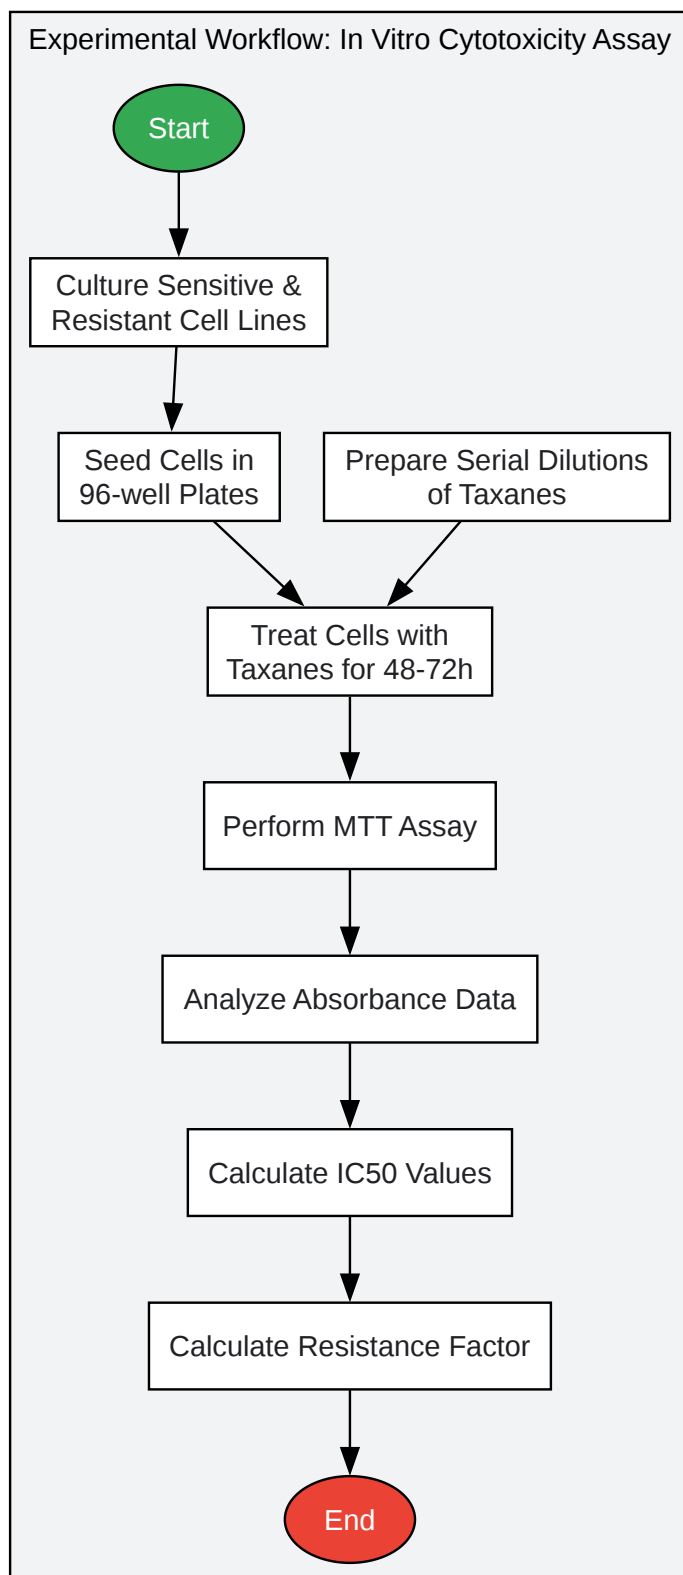 Experimental Workflow: In Vitro Cytotoxicity Assay
Start
Culture Sensitive &
Resistant Cell Lines
Seed Cells in
96-well Plates
Prepare Serial Dilutions
of Taxanes
Treat Cells with
Taxanes for 48-72h
Perform MTT Assay
Analyze Absorbance Data
Calculate IC50 Values
Calculate Resistance Factor
End